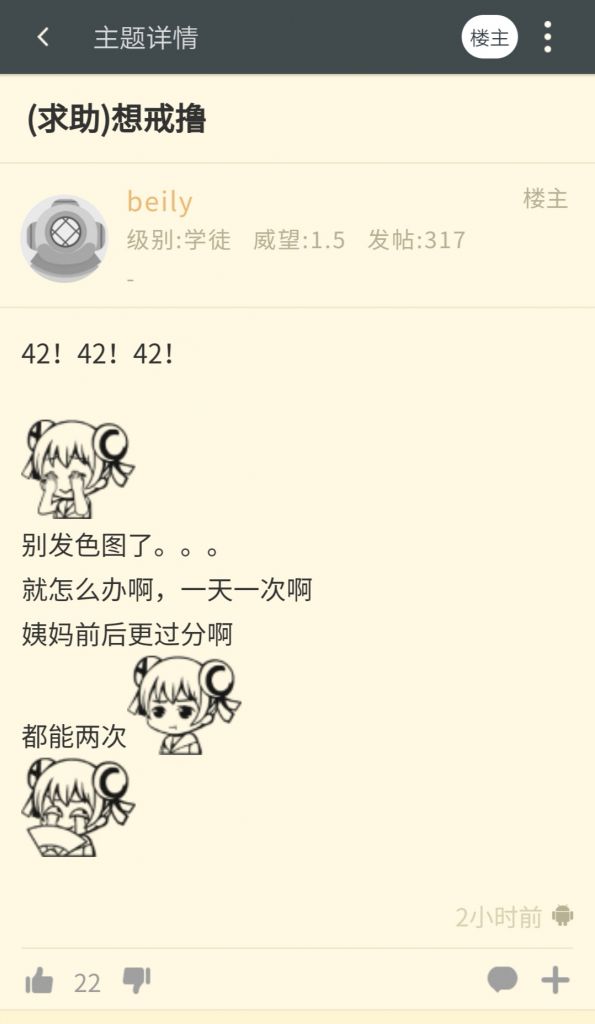 主题详情
楼主
(求助)想戒撸
beily
楼主
级别:学徒 威望:1.5 发帖:317
-
42！42！42！
别发色图了。。。
就怎么办啊，一天一次啊
姨妈前后更过分啊
都能两次
2小时前
22